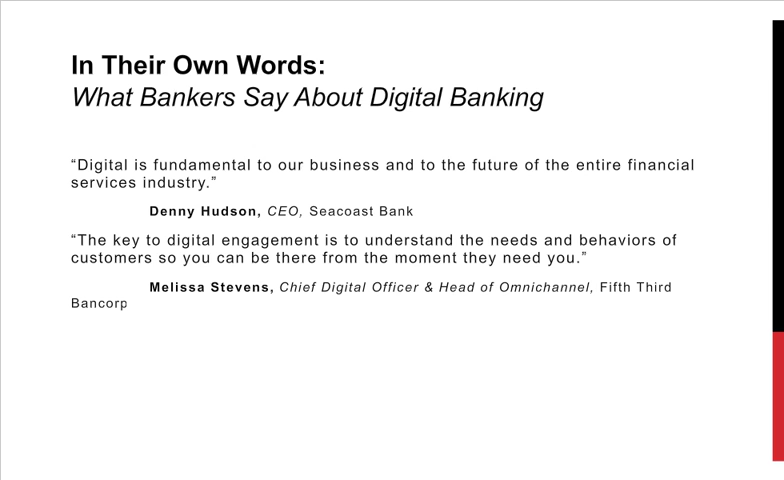 In Their Own Words:
What Bankers Say About Digital Banking
“Digital is fundamental to our business and to the future of the entire financial
services industry.”
Denny Hudson, CEO, Seacoast Bank
“The key to digital engagement is to understand the needs and behaviors of
customers so you can be there from the moment they need you.”
Melissa Stevens, Chief Digital Officer & Head of Omnichannel, Fifth Third
Bancorp